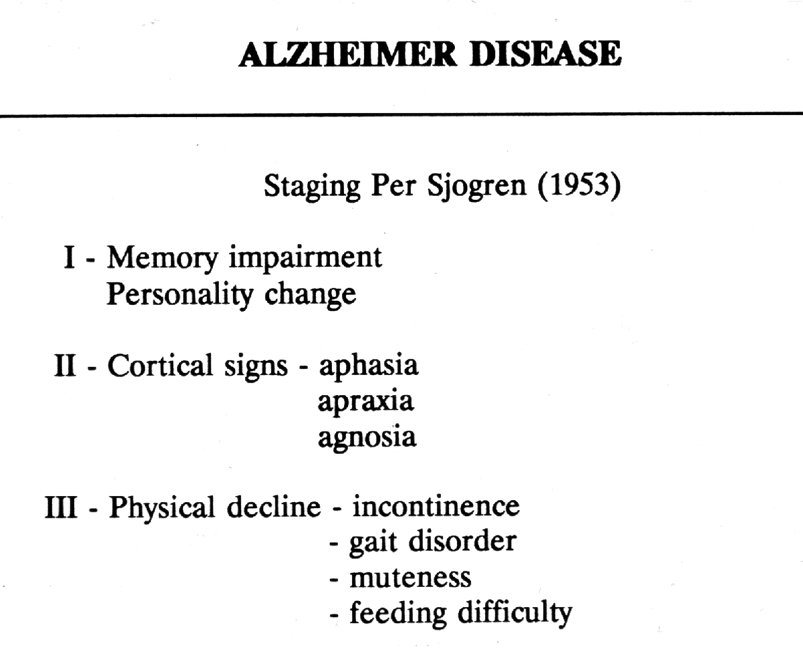 ALZHEIMER DISEASE
Staging Per Sjogren (1953)
I - Memory impairment
Personality change
II - Cortical signs - aphasia
apraxia
agnosia
III - Physical decline - incontinence
- gait disorder
- muteness
- feeding difficulty